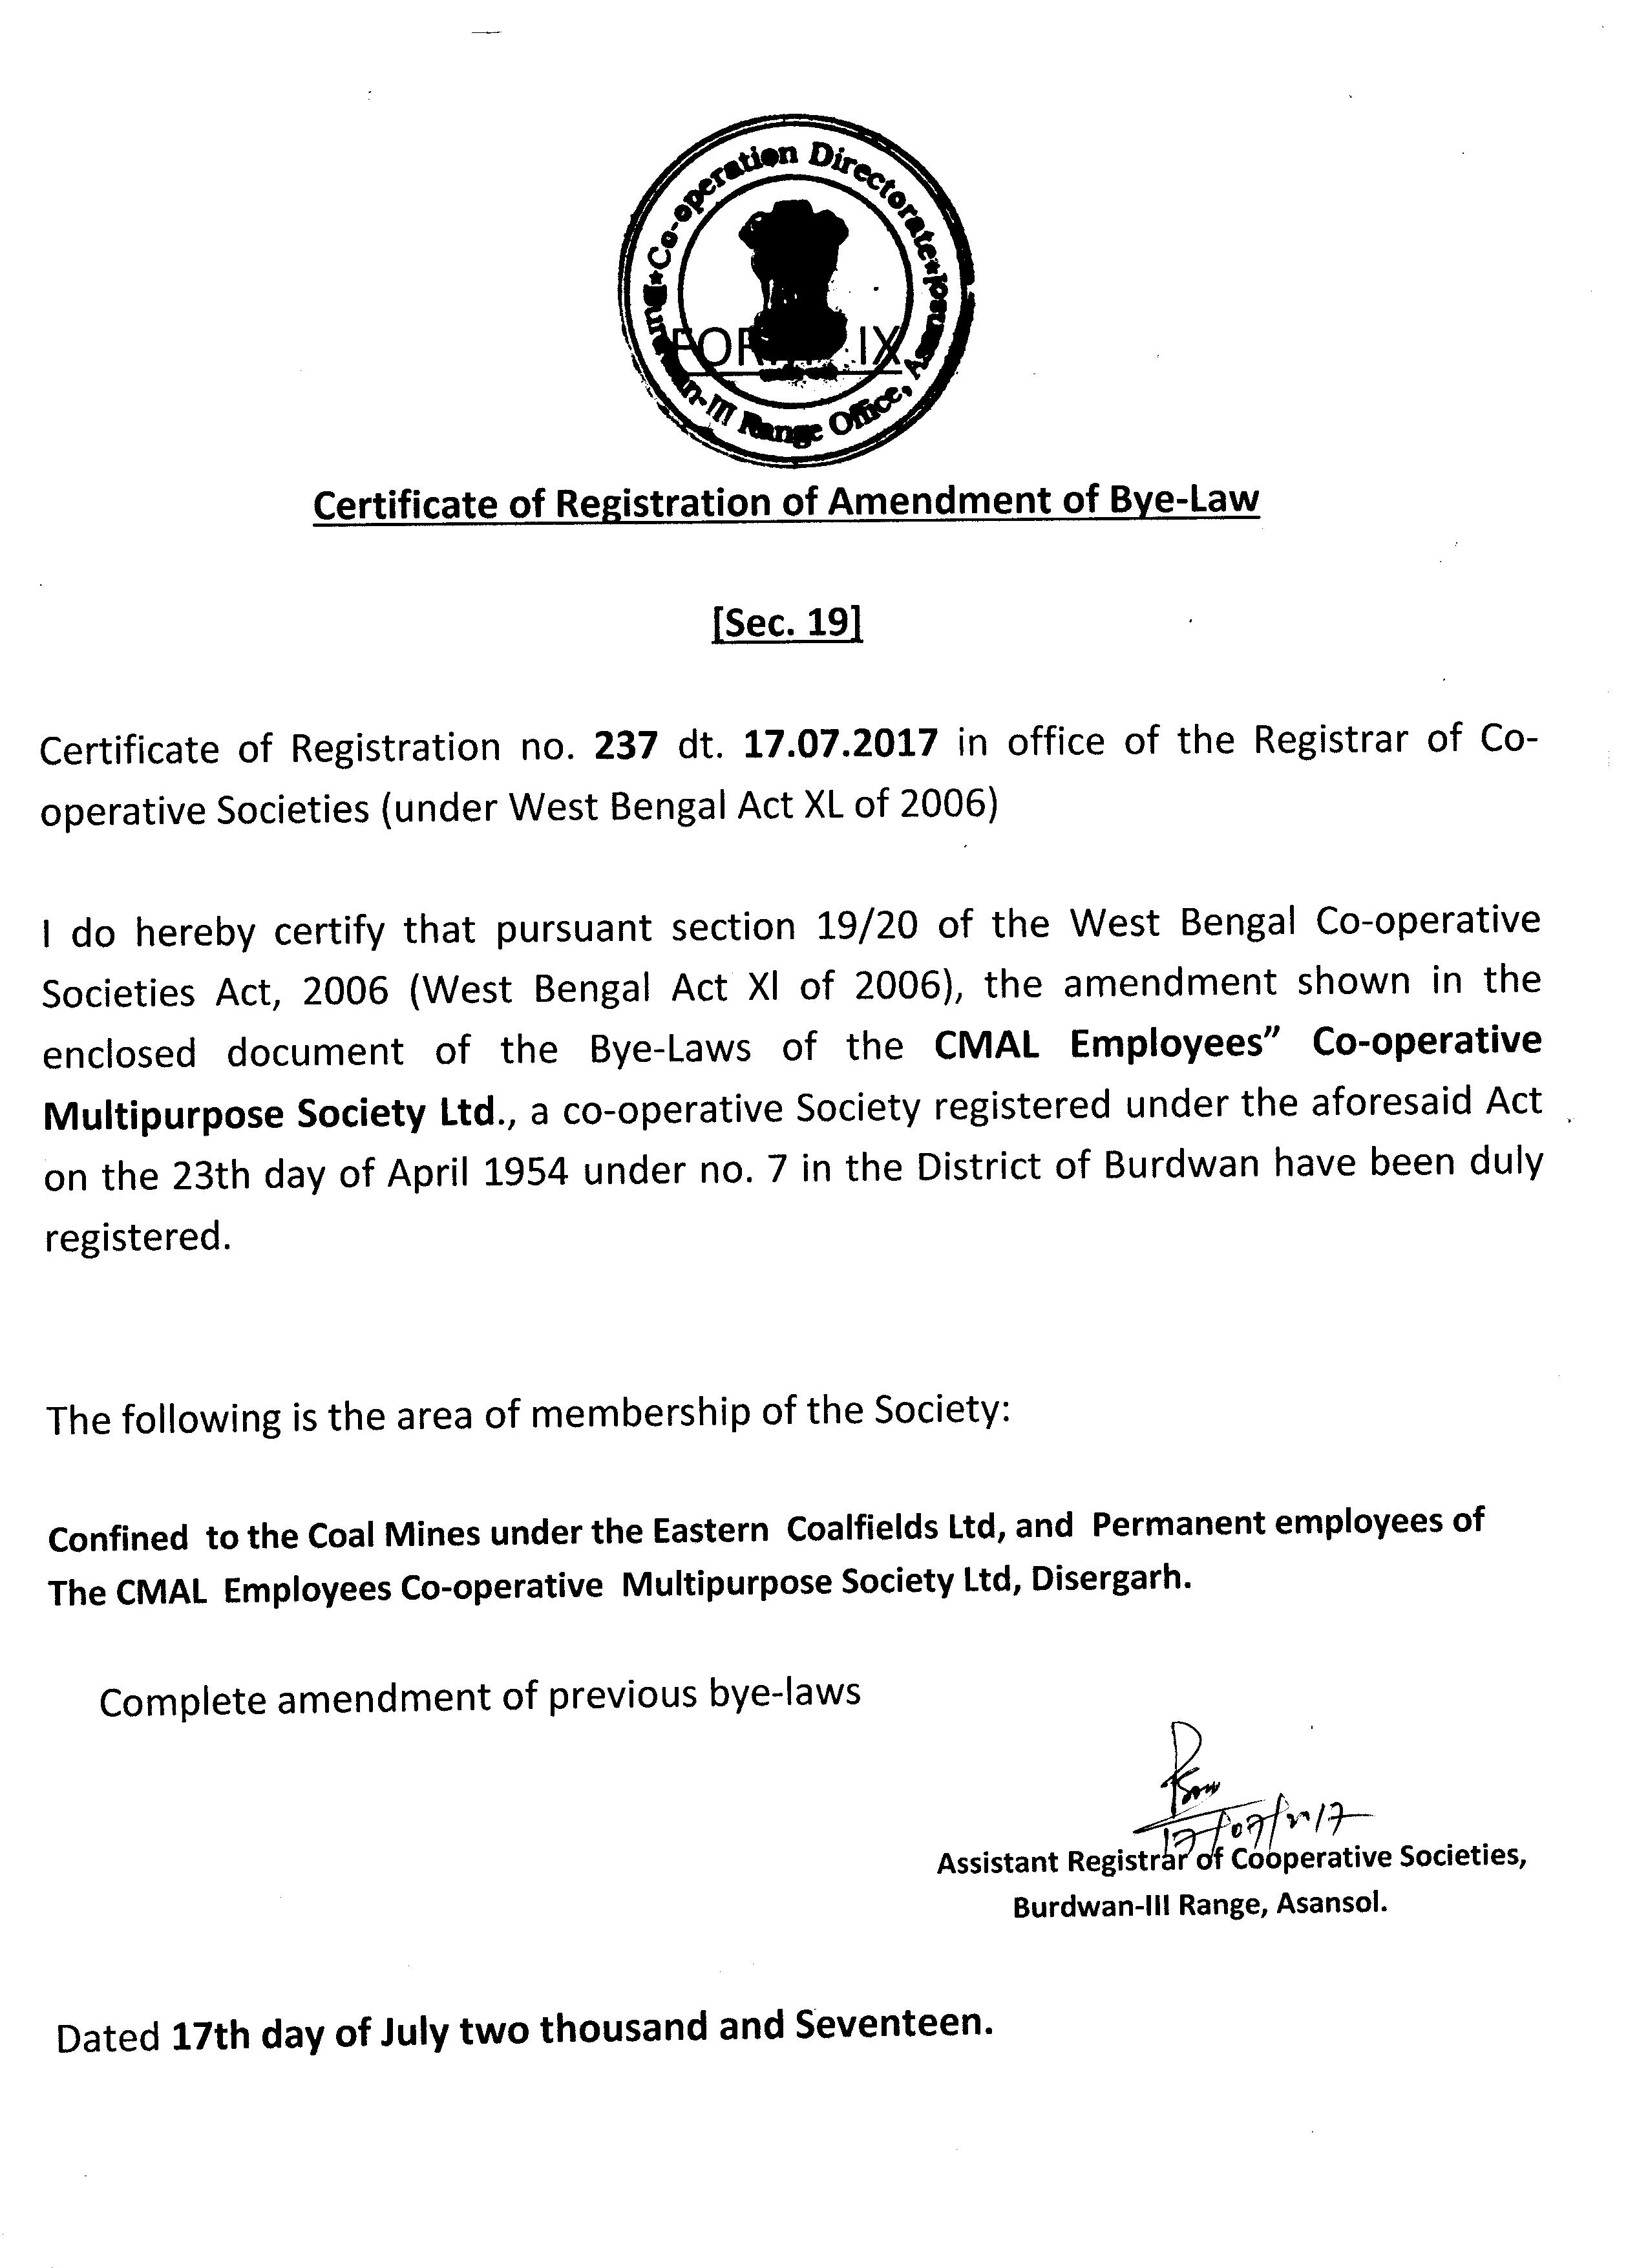 Co-operation Directorate
Burdwan-III Range Office, Asansol
IX
Certificate of Registration of Amendment of Bye-Law
[Sec. 19]
Certificate of Registration no. 237 dt. 17.07.2017 in office of the Registrar of Co-
operative Societies (under West Bengal Act XL of 2006)
I do hereby certify that pursuant section 19/20 of the West Bengal Co-operative
Societies Act, 2006 (West Bengal Act Xl of 2006), the amendment shown in the
enclosed document of the Bye-Laws of the CMAL Employees” Co-operative
Multipurpose Society Ltd., a co-operative Society registered under the aforesaid Act
on the 23th day of April 1954 under no. 7 in the District of Burdwan have been duly
registered.
The following is the area of membership of the Society:
Confined to the Coal Mines under the Eastern Coalfields Ltd, and Permanent employees of
The CMAL Employees Co-operative Multipurpose Society Ltd, Disergarh.
Complete amendment of previous bye-laws
Assistant Registrar of Cooperative Societies,
Burdwan-III Range, Asansol.
Dated 17th day of July two thousand and Seventeen.